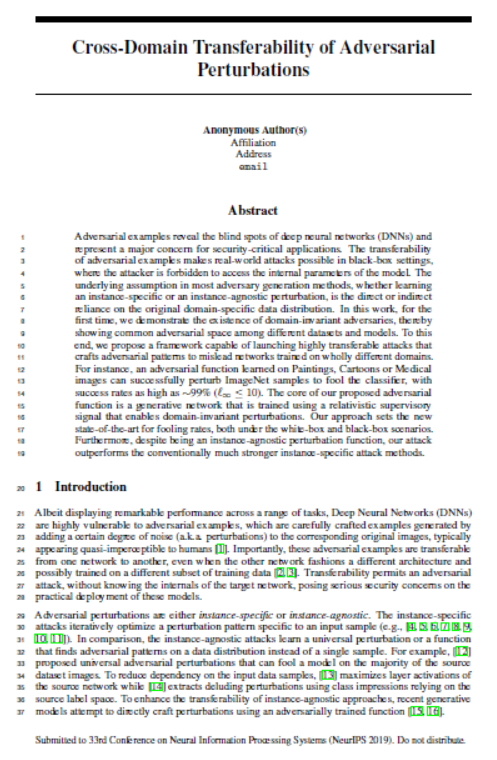 Cross-Domain Transferability of Adversarial
Perturbations
Anonymous Author(s)
Affiliation
Address
email
Abstract
1 Adversarial examples reveal the blind spots of deep neural networks (DNNs) and
2 represent a major concern for security-critical applications. The transferability
3 of adversarial examples makes real-world attacks possible in black-box settings,
4 where the attacker is forbidden to access the internal parameters of the model. The
5 underlying assumption in most adversary generation methods, whether learning
6 an instance-specific or an instance-agnostic perturbation, is the direct or indirect
7 reliance on the original domain-specific data distribution. In this work, for the
8 first time, we demonstrate the existence of domain-invariant adversaries, thereby
9 showing common adversarial space among different datasets and models. To this
10 end, we propose a framework capable of launching highly transferable attacks that
11 crafts adversarial patterns to mislead networks trained on wholly different domains.
12 For instance, an adversarial function learned on Paintings, Cartoons or Medical
13 images can successfully perturb ImageNet samples to fool the classifier, with
14 success rates as high as ~99% (ℓ∞ ≤ 10). The core of our proposed adversarial
15 function is a generative network that is trained using a relativistic supervisory
16 signal that enables domain-invariant perturbations. Our approach sets the new
17 state-of-the-art for fooling rates, both under the white-box and black-box scenarios.
18 Furthermore, despite being an instance-agnostic perturbation function, our attack
19 outperforms the conventionally much stronger instance-specific attack methods.
20 1 Introduction
21 Albeit displaying remarkable performance across a range of tasks, Deep Neural Networks (DNNs)
22 are highly vulnerable to adversarial examples, which are carefully crafted examples generated by
23 adding a certain degree of noise (a.k.a. perturbations) to the corresponding original images, typically
24 appearing quasi-imperceptible to humans [1]. Importantly, these adversarial examples are transferable
25 from one network to another, even when the other network fashions a different architecture and
26 possibly trained on a different subset of training data [2, 3]. Transferability permits an adversarial
27 attack, without knowing the internals of the target network, posing serious security concerns on the
28 practical deployment of these models.
29 Adversarial perturbations are either instance-specific or instance-agnostic. The instance-specific
30 attacks iteratively optimize a perturbation pattern specific to an input sample (e.g., [4, 5, 6, 7, 8, 9,
31 10, 11]). In comparison, the instance-agnostic attacks learn a universal perturbation or a function
32 that finds adversarial patterns on a data distribution instead of a single sample. For example, [12]
33 proposed universal adversarial perturbations that can fool a model on the majority of the source
34 dataset images. To reduce dependency on the input data samples, [13] maximizes layer activations of
35 the source network while [14] extracts deluding perturbations using class impressions relying on the
36 source label space. To enhance the transferability of instance-agnostic approaches, recent generative
37 models attempt to directly craft perturbations using an adversarially trained function [15, 16].
Submitted to 33rd Conference on Neural Information Processing Systems (NeurIPS 2019). Do not distribute.